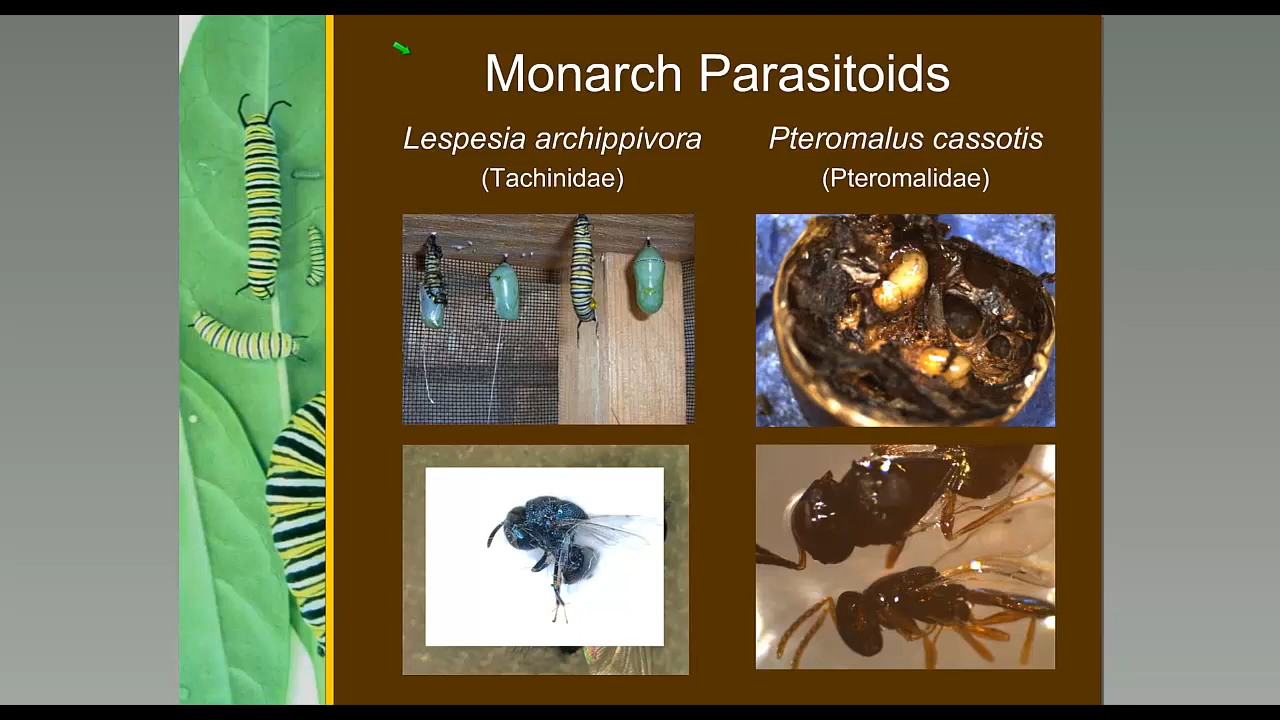 Monarch Parasitoids
Lespesia archippivora
(Tachinidae)
Pteromalus cassotis
(Pteromalidae)